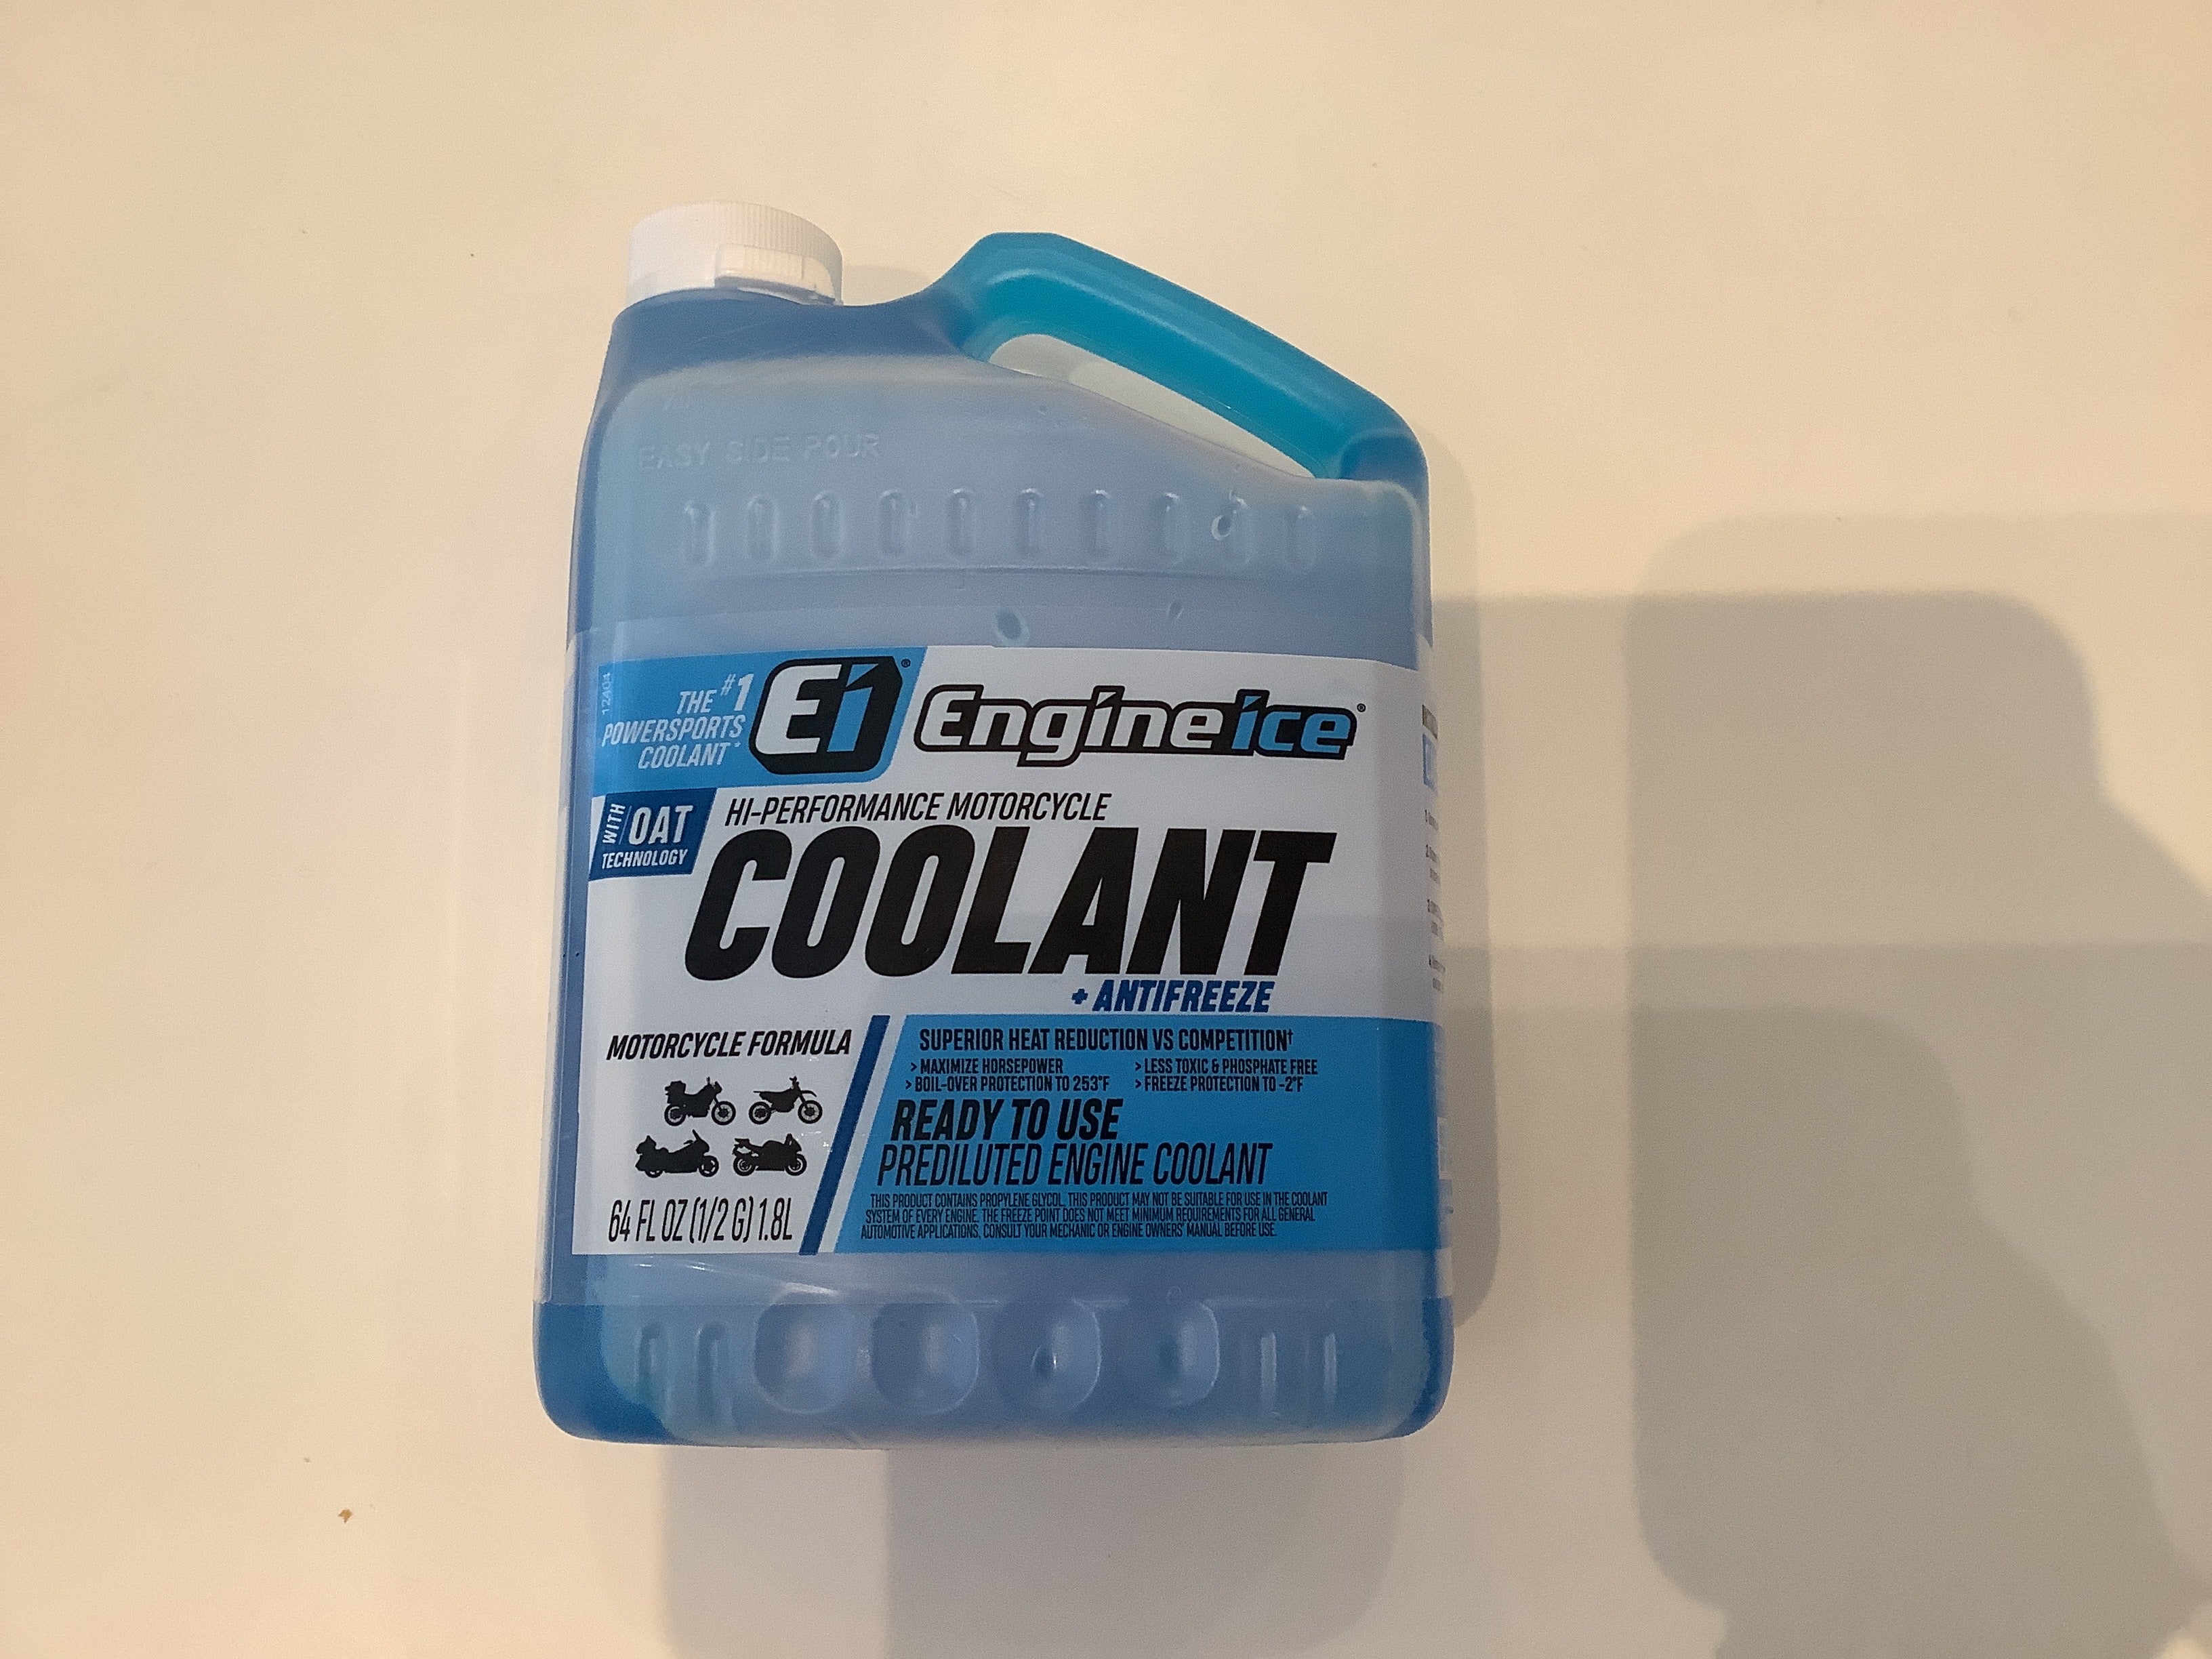 EASY SIDE POUR
12404
THE #1
POWERSPORTS
COOLANT*
Ei®
Engine ice®
WITH OAT
TECHNOLOGY
HI-PERFORMANCE MOTORCYCLE
COOLANT
+ ANTIFREEZE
MOTORCYCLE FORMULA
64 FL OZ (1/2 G) 1.8L
SUPERIOR HEAT REDUCTION VS COMPETITION†
> MAXIMIZE HORSEPOWER
> LESS TOXIC & PHOSPHATE FREE
> BOIL-OVER PROTECTION TO 253°F
> FREEZE PROTECTION TO -2°F
READY TO USE
PREDILUTED ENGINE COOLANT
THIS PRODUCT CONTAINS PROPYLENE GLYCOL. THIS PRODUCT MAY NOT BE SUITABLE FOR USE IN THE COOLANT
SYSTEM OF EVERY ENGINE. THE FREEZE POINT DOES NOT MEET MINIMUM REQUIREMENTS FOR ALL GENERAL
AUTOMOTIVE APPLICATIONS. CONSULT YOUR MECHANIC OR ENGINE OWNERS' MANUAL BEFORE USE.